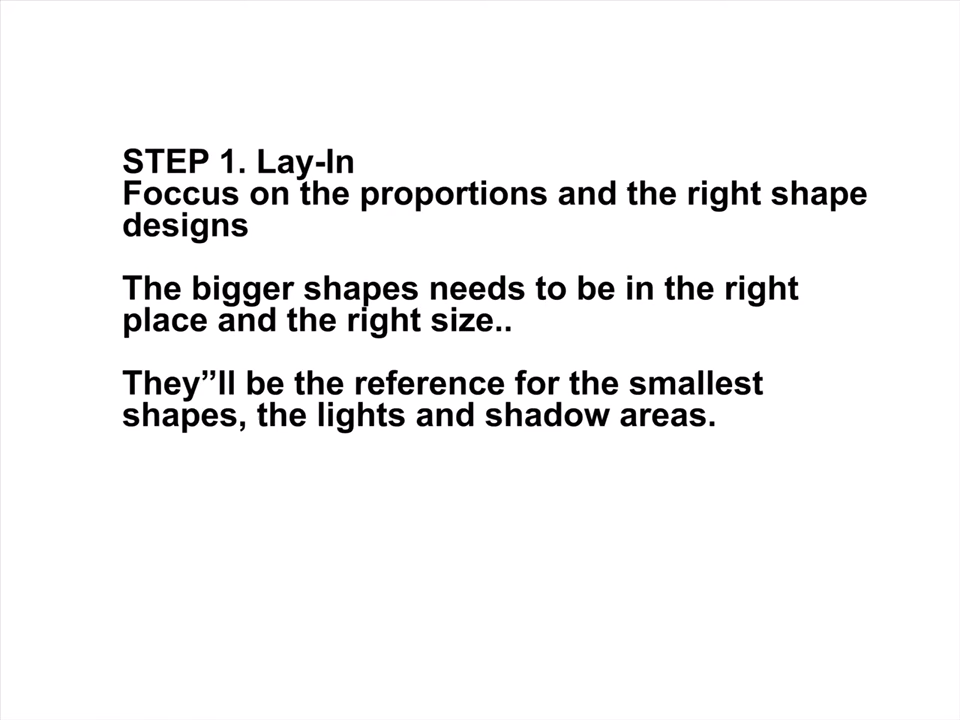 STEP 1. Lay-In
Foccus on the proportions and the right shape
designs
The bigger shapes needs to be in the right
place and the right size..
They”ll be the reference for the smallest
shapes, the lights and shadow areas.